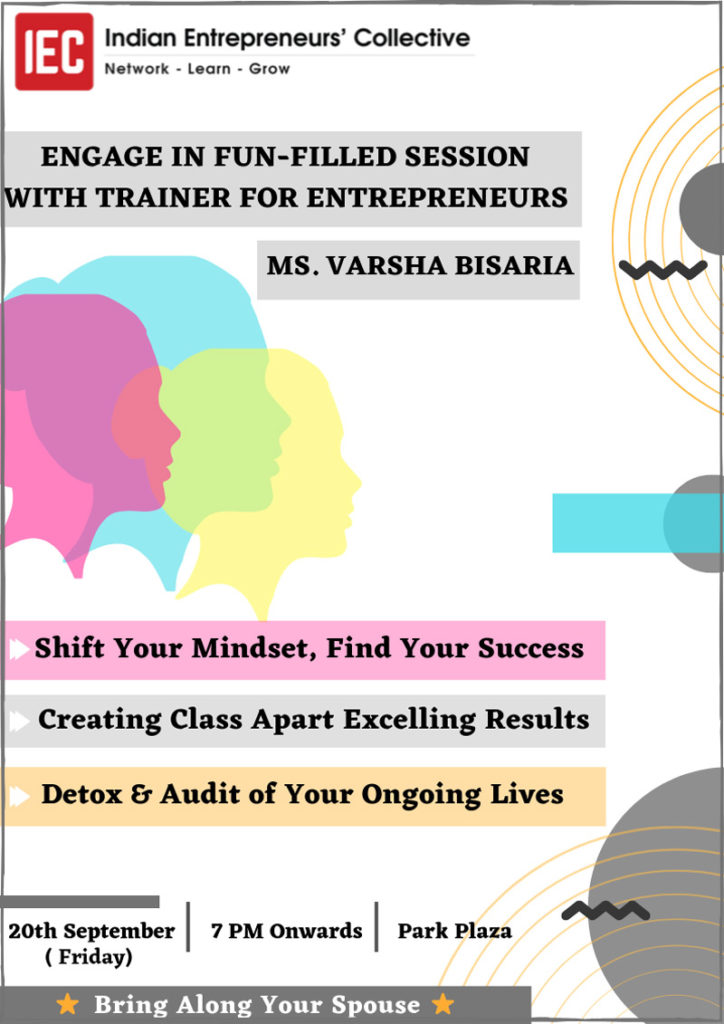 IEC
Indian Entrepreneurs’ Collective
Network - Learn - Grow
ENGAGE IN FUN-FILLED SESSION
WITH TRAINER FOR ENTREPRENEURS
MS. VARSHA BISARIA
Shift Your Mindset, Find Your Success
Creating Class Apart Excelling Results
Detox & Audit of Your Ongoing Lives
20th September
( Friday)
7 PM Onwards
Park Plaza
Bring Along Your Spouse